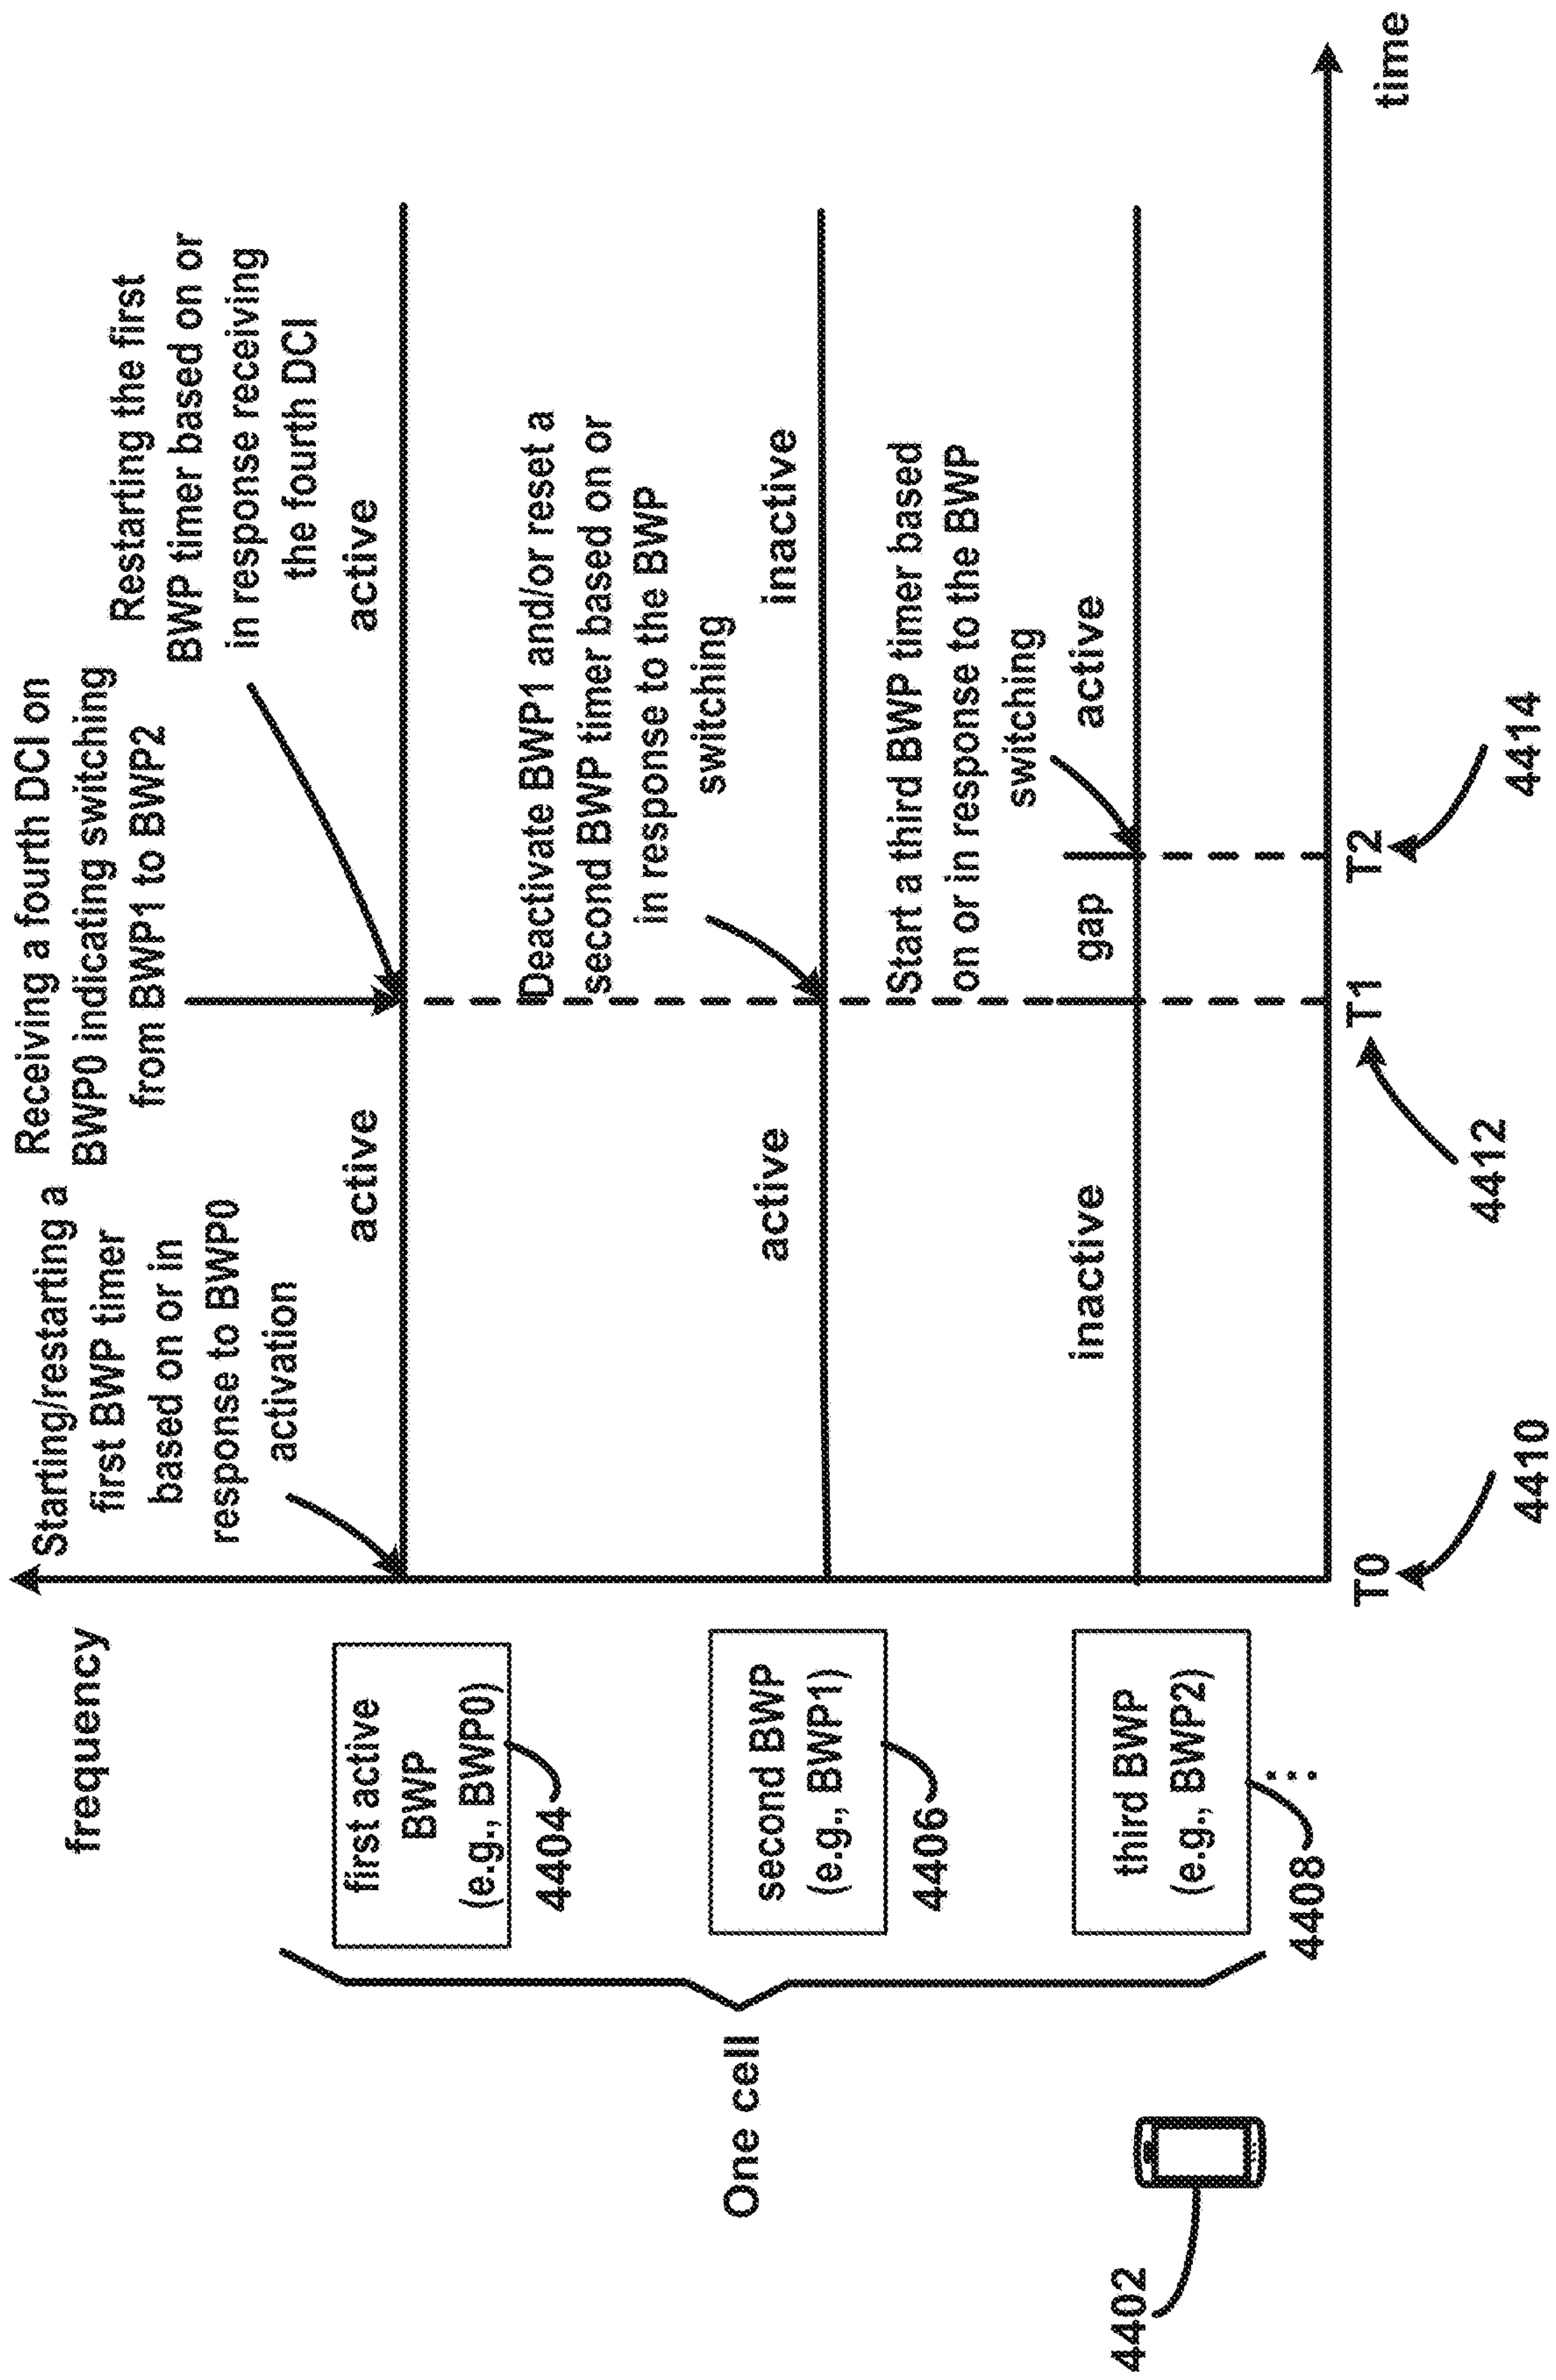 frequency
Starting/restarting a
first BWP timer
based on or in
response to BWP0
activation
Receiving a fourth DCI on
BWP0 indicating switching
from BWP1 to BWP2
Restarting the first
BWP timer based on or
in response receiving
the fourth DCI
active
active
first active
BWP
(e.g., BWP0)
4404
Deactivate BWP1 and/or reset a
second BWP timer based on or
in response to the BWP
switching
active
inactive
One cell
second BWP
(e.g., BWP1)
4406
Start a third BWP timer based
on or in response to the BWP
switching
inactive
gap
active
third BWP
(e.g., BWP2)
4408
T0
T1
T2
time
4402
4410
4412
4414